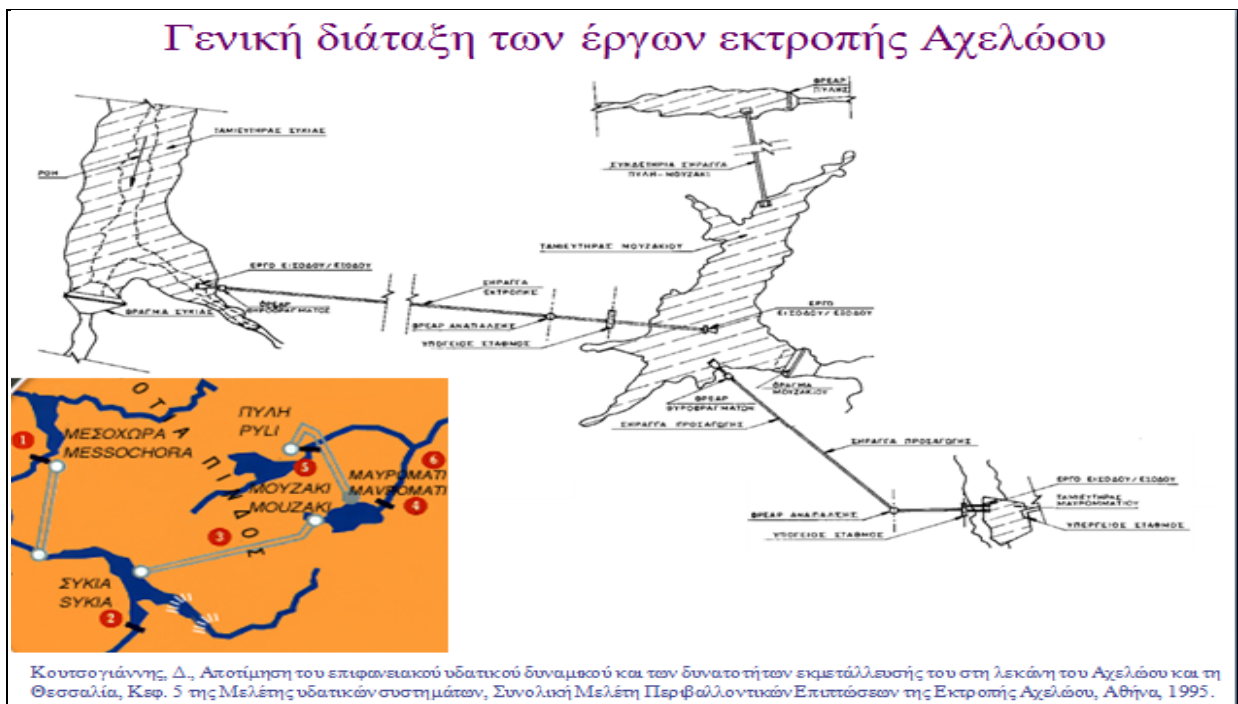 Γενική διάταξη των έργων εκτροπής Αχελώου
ΦΡΕΑΡ
ΠΥΛΗΣ
ΤΑΜΙΕΥΤΗΡΑΣ ΣΥΚΙΑΣ
ΡΟΗ
ΣΥΝΔΕΤΗΡΙΑ ΣΗΡΑΓΓΑ
ΠΥΛΗ-ΜΟΥΖΑΚΙ
ΤΑΜΙΕΥΤΗΡΑΣ ΜΟΥΖΑΚΙΟΥ
ΕΡΓΟ ΕΙΣΟΔΟΥ/ΕΞΟΔΟΥ
ΣΗΡΑΓΓΑ
ΕΚΤΡΟΠΗΣ
ΕΡΓΟ
ΕΙΣΟΔΟΥ/ΕΞΟΔΟΥ
ΦΡΕΑΡ
ΘΥΡΟΦΡΑΓΜΑΤΟΣ
ΦΡΑΓΜΑ ΣΥΚΙΑΣ
ΦΡΕΑΡ ΑΝΑΠΑΛΣΗΣ
ΥΠΟΓΕΙΟΣ ΣΤΑΘΜΟΣ
ΦΡΑΓΜΑ
ΜΟΥΖΑΚΙΟΥ
ΦΡΕΑΡ
ΘΥΡΟΦΡΑΓΜΑΤΩΝ
ΣΗΡΑΓΓΑ ΠΡΟΣΑΓΩΓΗΣ
ΣΗΡΑΓΓΑ ΠΡΟΣΑΓΩΓΗΣ
ΕΡΓΟ ΕΙΣΟΔΟΥ/ΕΞΟΔΟΥ
ΤΑΜΙΕΥΤΗΡΑΣ
ΜΑΥΡΟΜΜΑΤΙΟΥ
ΦΡΕΑΡ ΑΝΑΠΑΛΣΗΣ
ΥΠΟΓΕΙΟΣ ΣΤΑΘΜΟΣ
ΥΠΕΡΓΕΙΟΣ ΣΤΑΘΜΟΣ
ΟΤΑ ΠΙΝΔΟΣ
ΠΥΛΗ
PYLI
1
ΜΕΣΟΧΩΡΑ
MESSOCHORA
5
6
ΜΟΥΖΑΚΙ
MOUZAKI
ΜΑΥΡΟΜΑΤΙ
MAVROMATI
4
3
ΣΥΚΙΑ
SYKIA
2
Κουτσογιάννης, Δ., Αποτίμηση του επιφανειακού υδατικού δυναμικού και των δυνατοτήτων εκμετάλλευσής του στη λεκάνη του Αχελώου και τη
Θεσσαλία, Κεφ. 5 της Μελέτης υδατικών συστημάτων, Συνολική Μελέτη Περιβαλλοντικών Επιπτώσεων της Εκτροπής Αχελώου, Αθήνα, 1995.